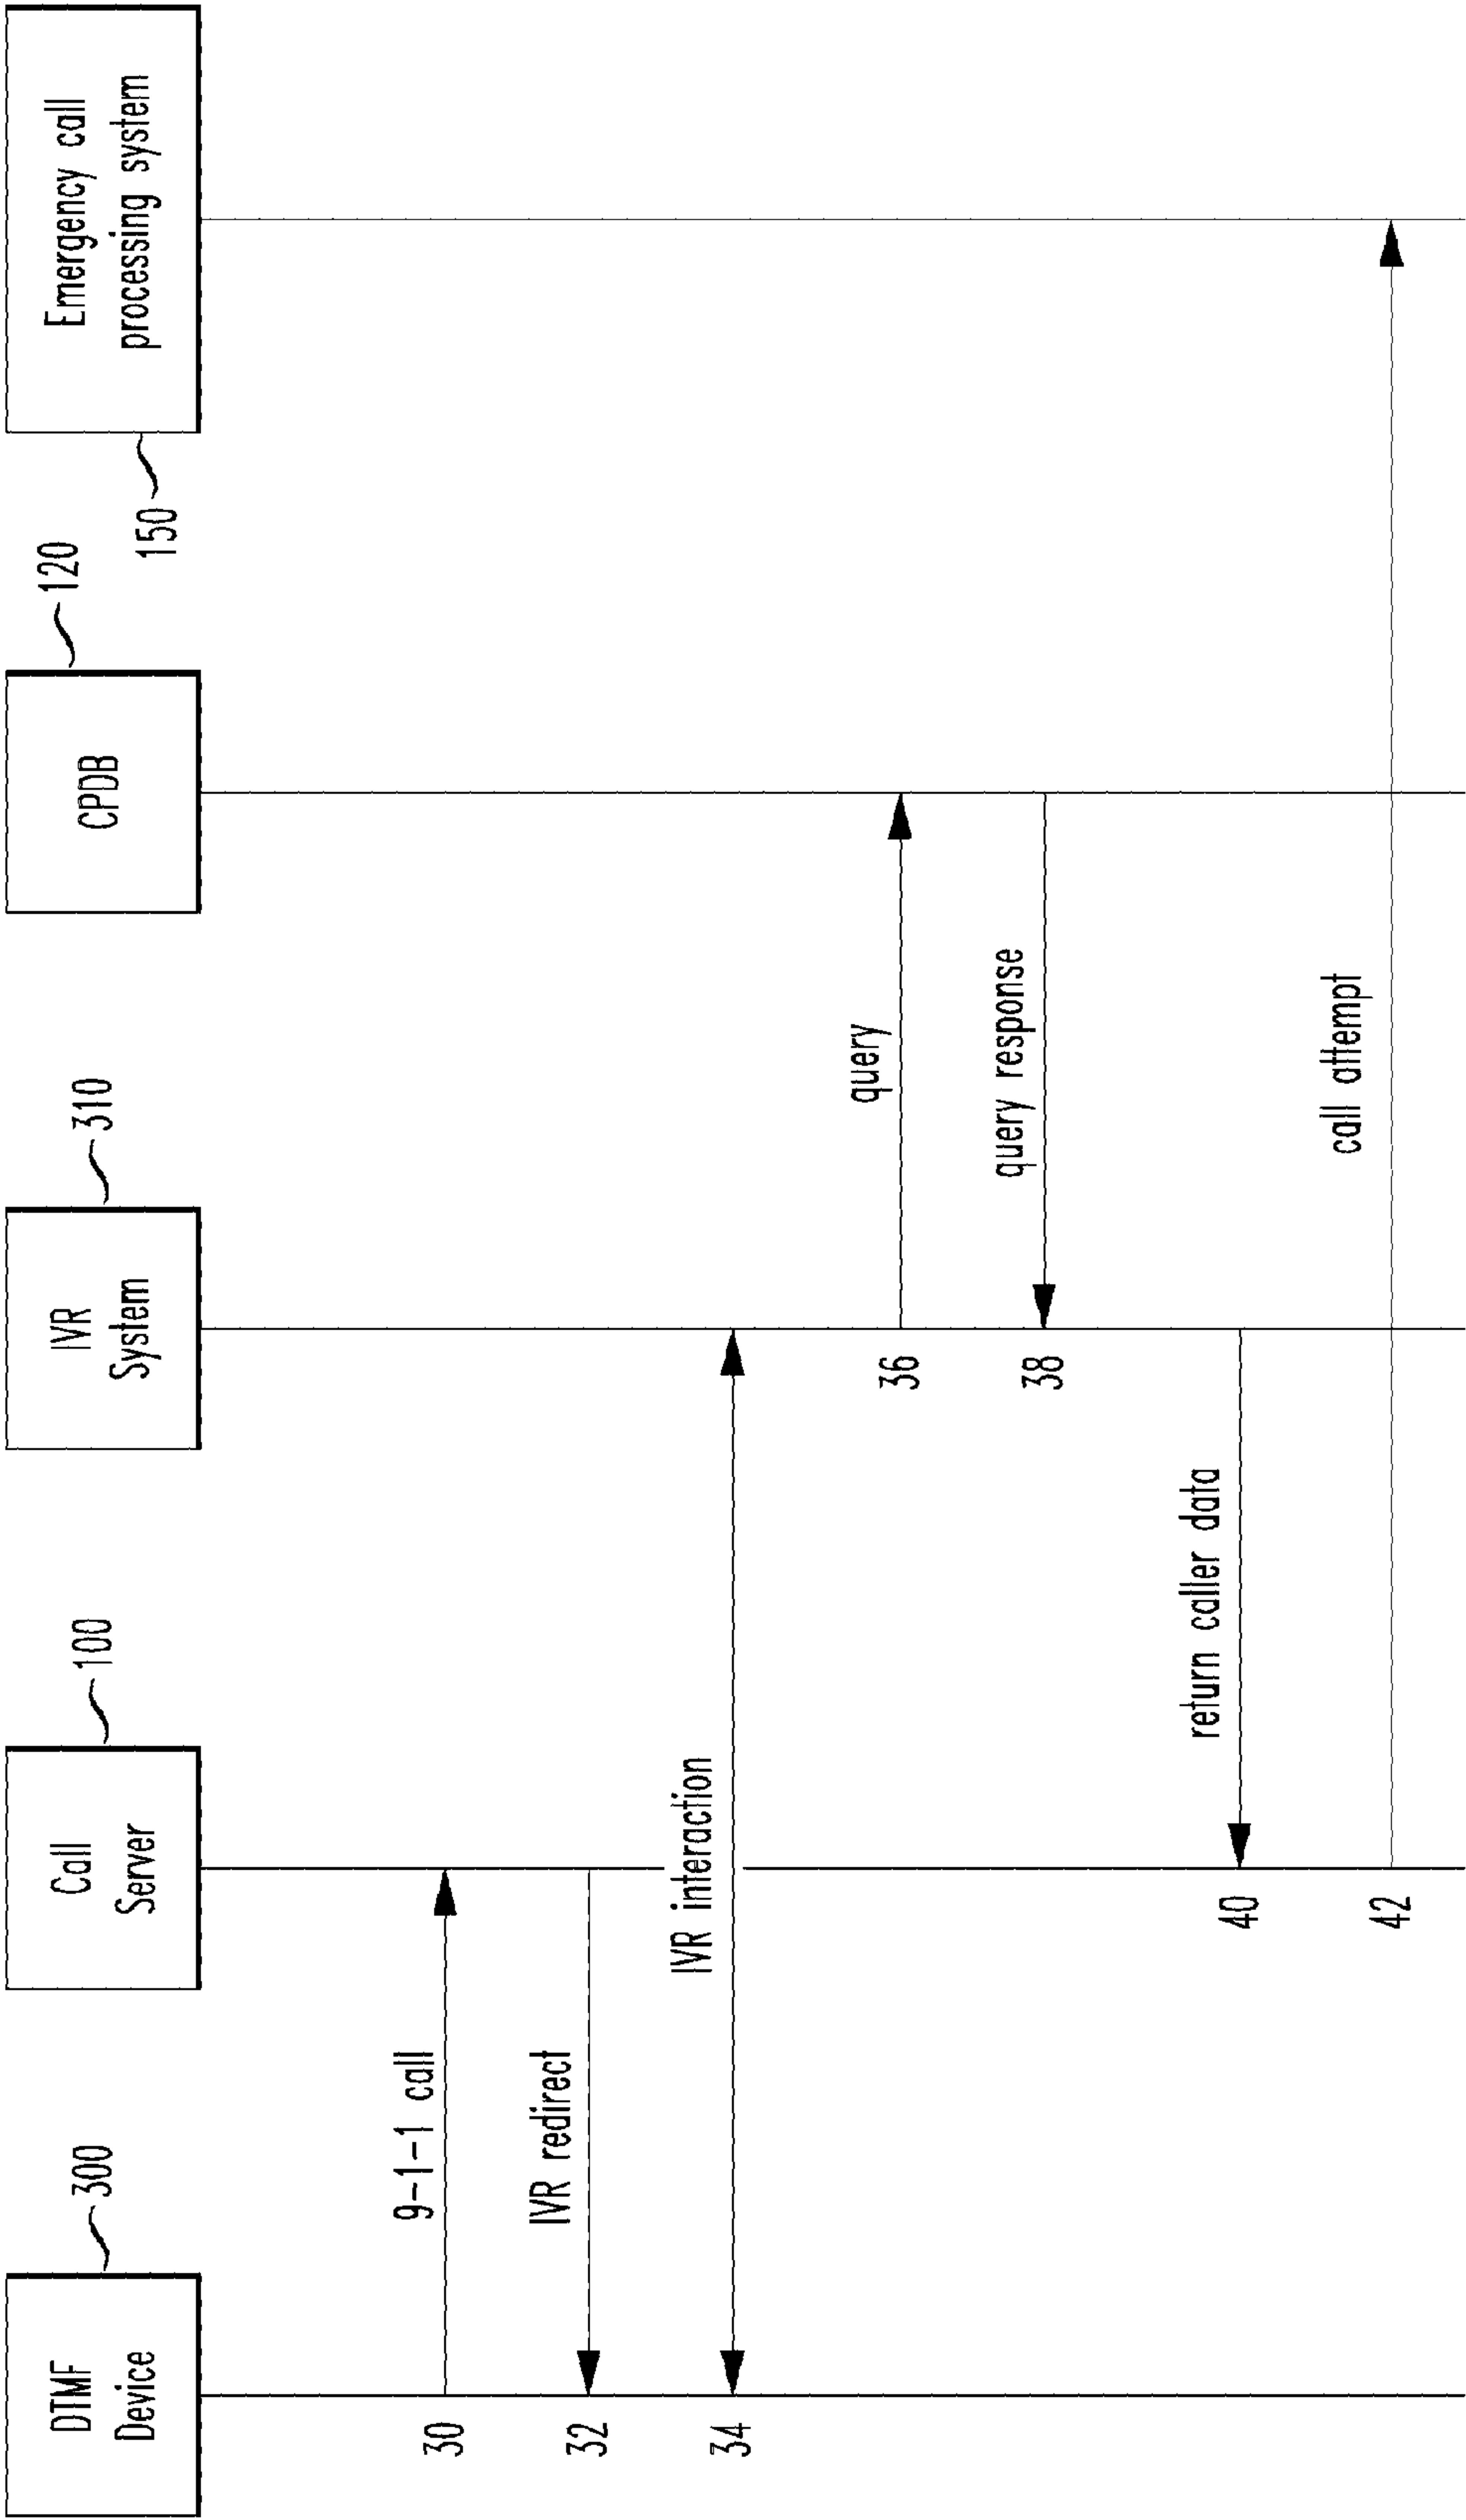 DTMF
Device
300
Call
Server
100
IVR
System
310
CPDB
120
Emergency call
processing system
150
30
9-1-1 call
32
IVR redirect
34
IVR interaction
36
query
38
query response
40
return caller data
42
call attempt